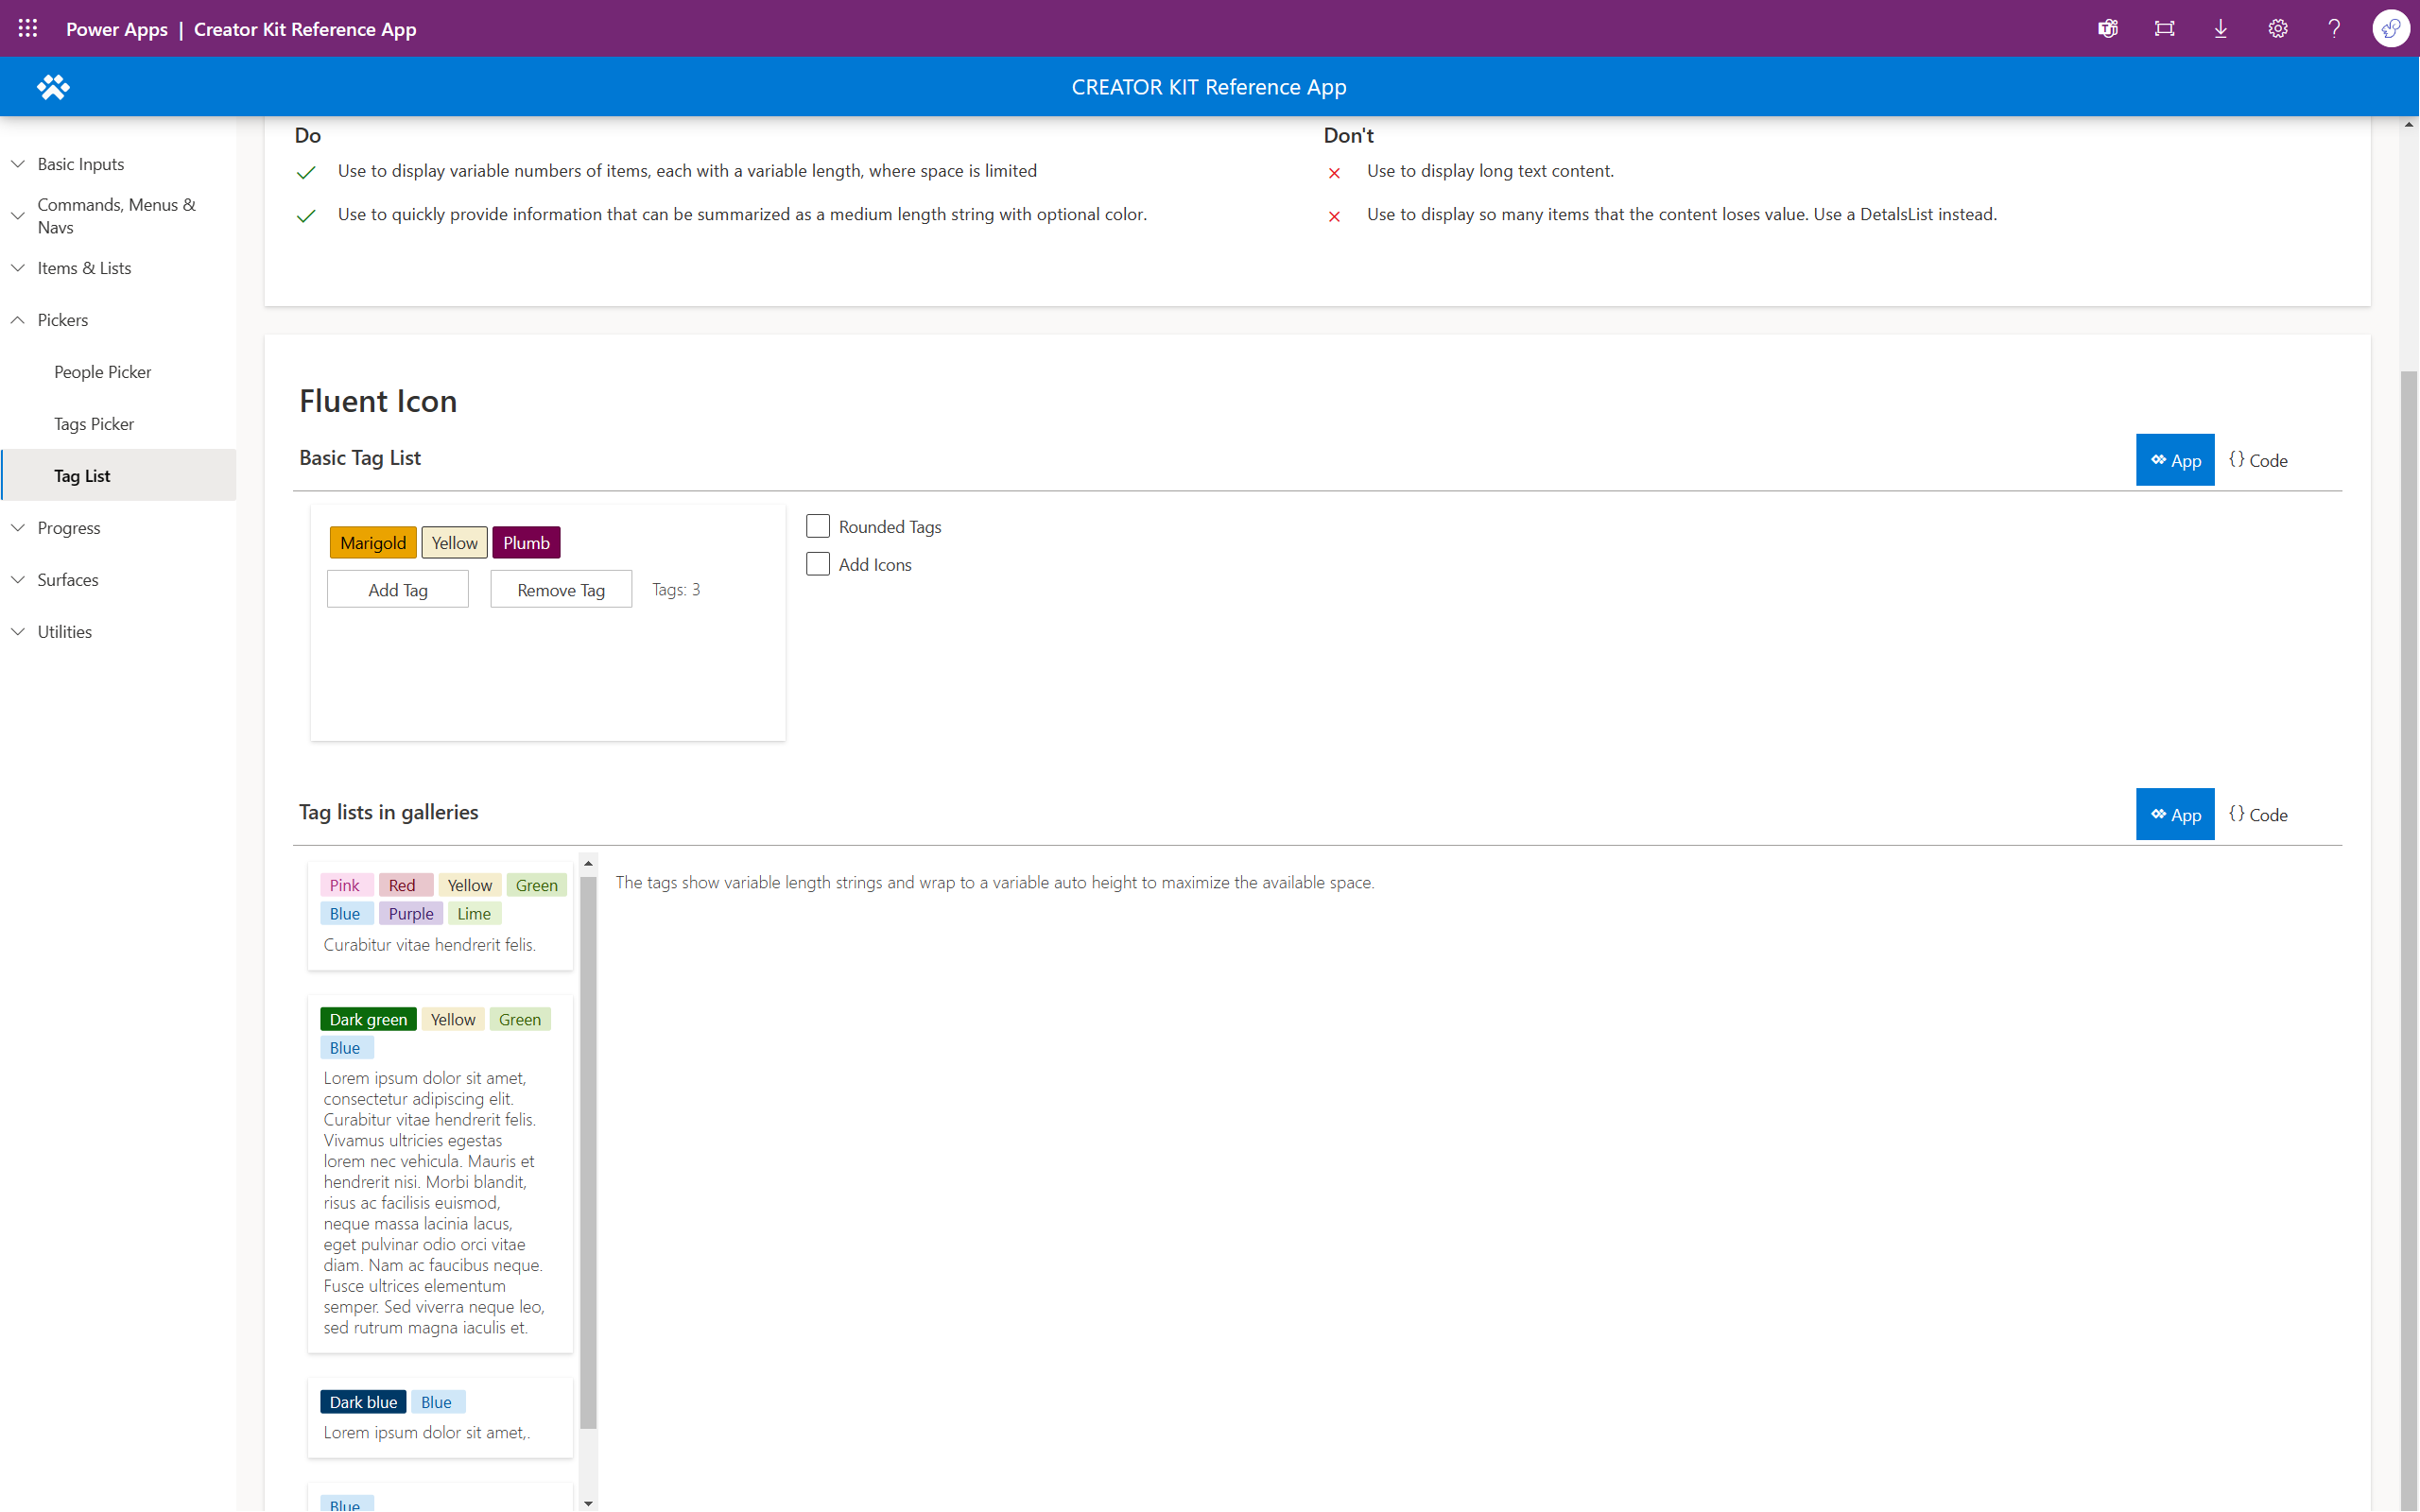 Power Apps | Creator Kit Reference App
CREATOR KIT Reference App
Basic Inputs
Commands, Menus &
Navs
Items & Lists
Pickers
People Picker
Tags Picker
Tag List
Progress
Surfaces
Utilities
Do
Use to display variable numbers of items, each with a variable length, where space is limited
Use to quickly provide information that can be summarized as a medium length string with optional color.
Don't
Use to display long text content.
Use to display so many items that the content loses value. Use a DetalsList instead.
Fluent Icon
Basic Tag List
App
{} Code
Marigold Yellow Plumb
Add Tag Remove Tag Tags: 3
Rounded Tags
Add Icons
Tag lists in galleries
App
{} Code
Pink Red Yellow Green
Blue Purple Lime
Curabitur vitae hendrerit felis.
Dark green Yellow Green
Blue
Lorem ipsum dolor sit amet,
consectetur adipiscing elit.
Curabitur vitae hendrerit felis.
Vivamus ultricies egestas
lorem nec vehicula. Mauris et
hendrerit nisi. Morbi blandit,
risus ac facilisis euismod,
neque massa lacinia lacus,
eget pulvinar odio orci vitae
diam. Nam ac faucibus neque.
Fusce ultrices elementum
semper. Sed viverra neque leo,
sed rutrum magna iaculis et.
Dark blue Blue
Lorem ipsum dolor sit amet,.
Blue
The tags show variable length strings and wrap to a variable auto height to maximize the available space.